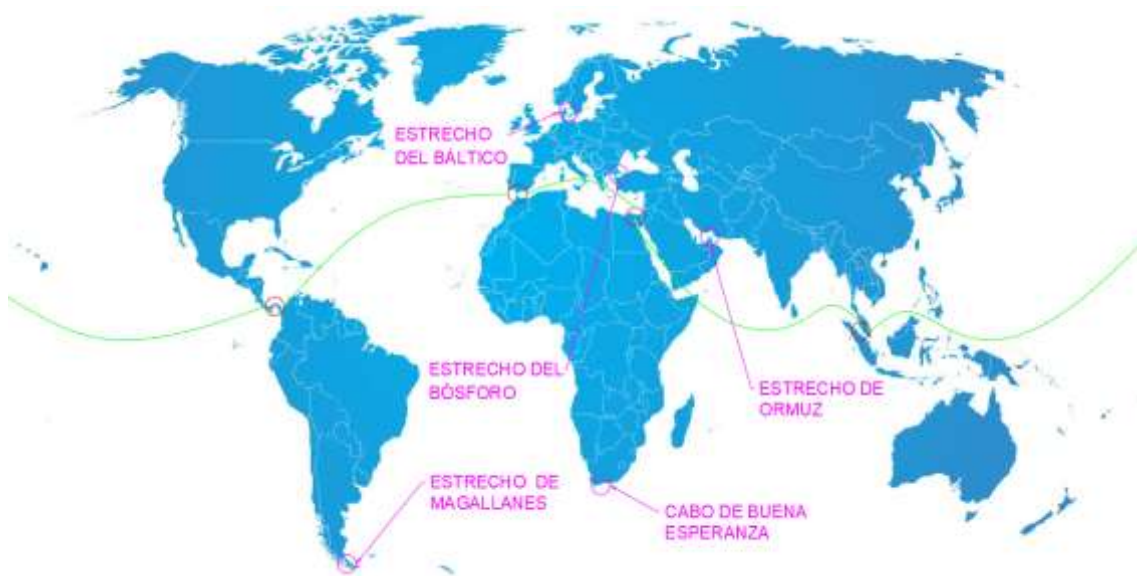 ESTRECHO
DEL BÁLTICO
ESTRECHO DEL
BÓSFORO
ESTRECHO DE
ORMUZ
ESTRECHO DE
MAGALLANES
CABO DE BUENA
ESPERANZA